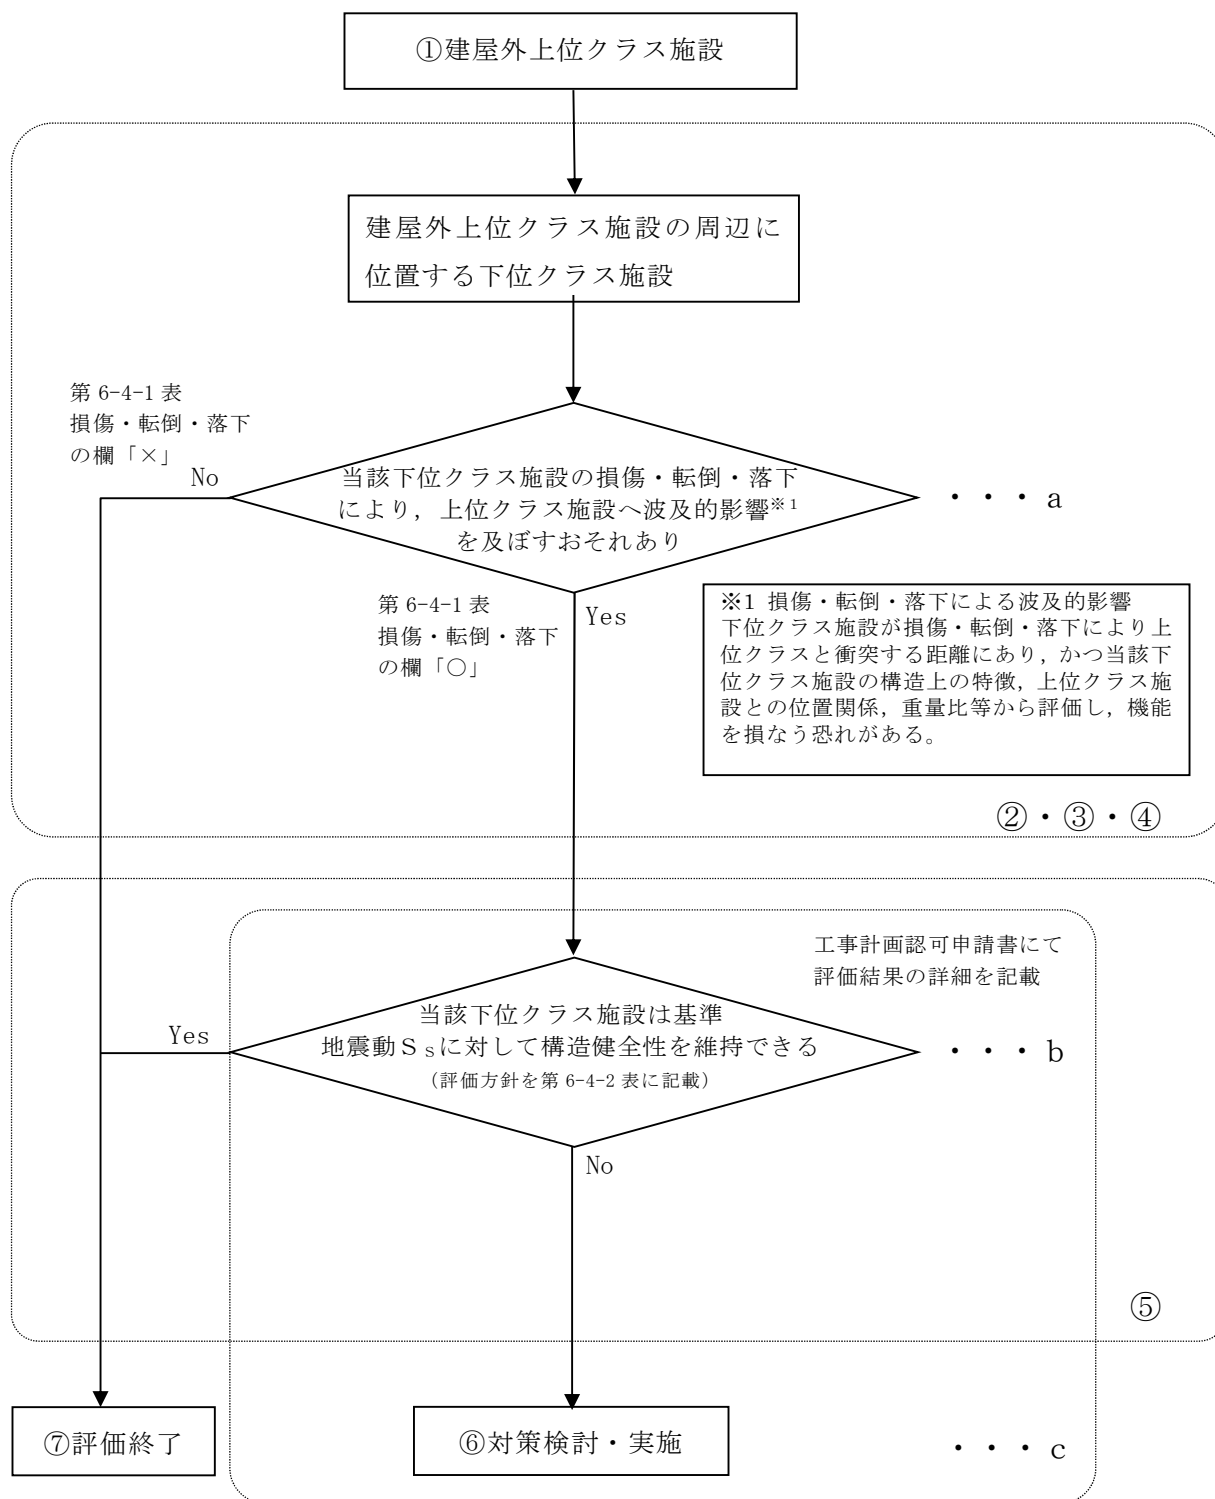 ①建屋外上位クラス施設
建屋外上位クラス施設の周辺に
位置する下位クラス施設
第 6-4-1 表
損傷・転倒・落下
の欄「×」
No
当該下位クラス施設の損傷・転倒・落下
により，上位クラス施設へ波及的影響※１
を及ぼすおそれあり
・・・a
第 6-4-1 表
損傷・転倒・落下
の欄「〇」
Yes
※1 損傷・転倒・落下による波及的影響
下位クラス施設が損傷・転倒・落下により上
位クラスと衝突する距離にあり，かつ当該下
位クラス施設の構造上の特徴，上位クラス施
設との位置関係，重量比等から評価し，機能
を損なう恐れがある。
②・③・④
工事計画認可申請書にて
評価結果の詳細を記載
Yes
当該下位クラス施設は基準
地震動Ｓｓに対して構造健全性を維持できる
（評価方針を第 6-4-2 表に記載）
・・・b
No
⑤
⑦評価終了
⑥対策検討・実施
・・・c